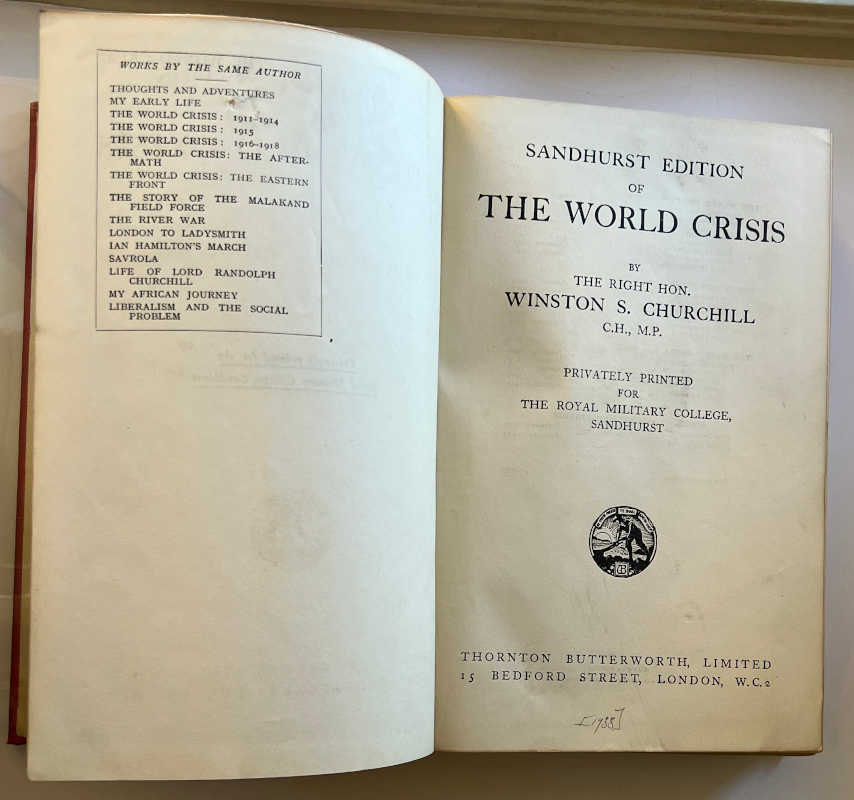 WORKS BY THE SAME AUTHOR
THOUGHTS AND ADVENTURES
MY EARLY LIFE
THE WORLD CRISIS: 1911-1914
THE WORLD CRISIS: 1915
THE WORLD CRISIS: 1916-1918
THE WORLD CRISIS: THE AFTER-
MATH
THE WORLD CRISIS: THE EASTERN
FRONT
THE STORY OF THE MALAKAND
FIELD FORCE
THE RIVER WAR
LONDON TO LADYSMITH
IAN HAMILTON'S MARCH
SAVROLA
LIFE OF LORD RANDOLPH
CHURCHILL
MY AFRICAN JOURNEY
LIBERALISM AND THE SOCIAL
PROBLEM
SANDHURST EDITION
OF
THE WORLD CRISIS
BY
THE RIGHT HON.
WINSTON S. CHURCHILL
C.H., M.P.
PRIVATELY PRINTED
FOR
THE ROYAL MILITARY COLLEGE,
SANDHURST
TB
THORNTON BUTTERWORTH, LIMITED
15 BEDFORD STREET, LONDON, W.C.2